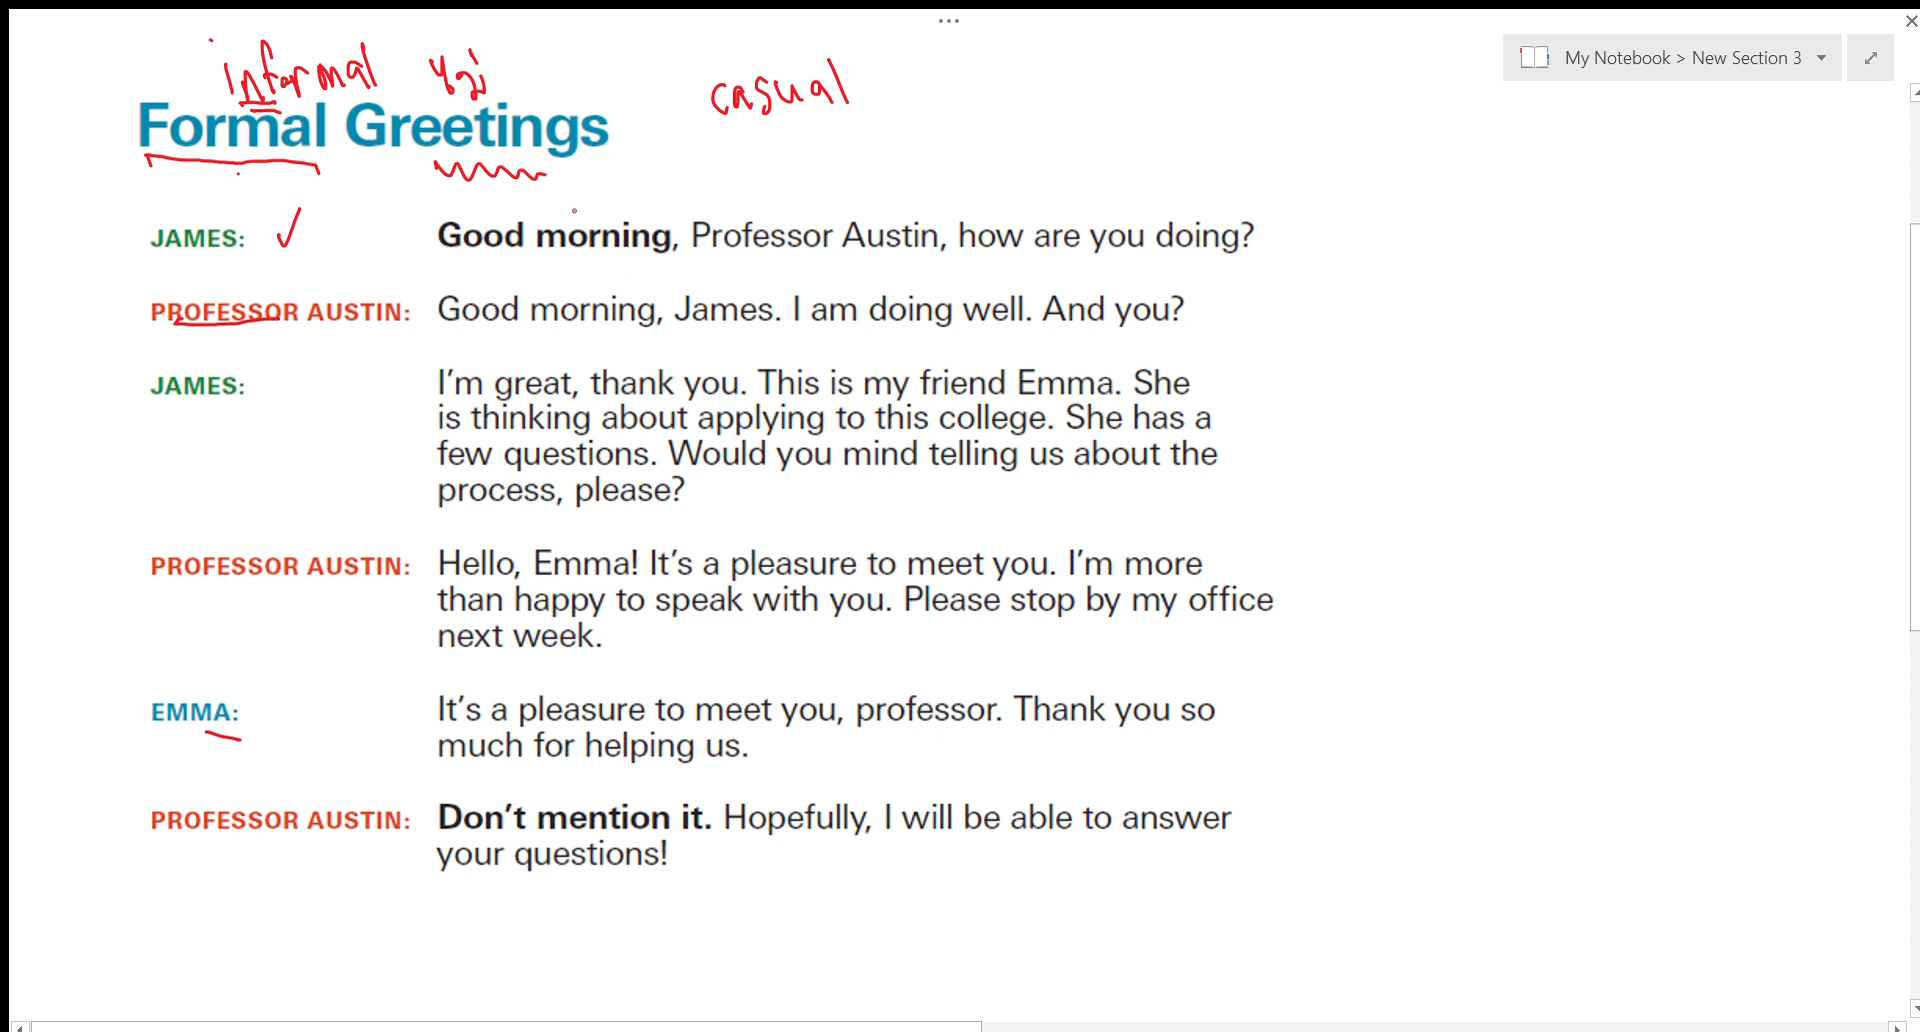 My Notebook > New Section 3
informal
casual
Formal Greetings
JAMES: Good morning, Professor Austin, how are you doing?
PROFESSOR AUSTIN: Good morning, James. I am doing well. And you?
JAMES: I'm great, thank you. This is my friend Emma. She
is thinking about applying to this college. She has a
few questions. Would you mind telling us about the
process, please?
PROFESSOR AUSTIN: Hello, Emma! It's a pleasure to meet you. I'm more
than happy to speak with you. Please stop by my office
next week.
EMMA: It's a pleasure to meet you, professor. Thank you so
much for helping us.
PROFESSOR AUSTIN: Don't mention it. Hopefully, I will be able to answer
your questions!